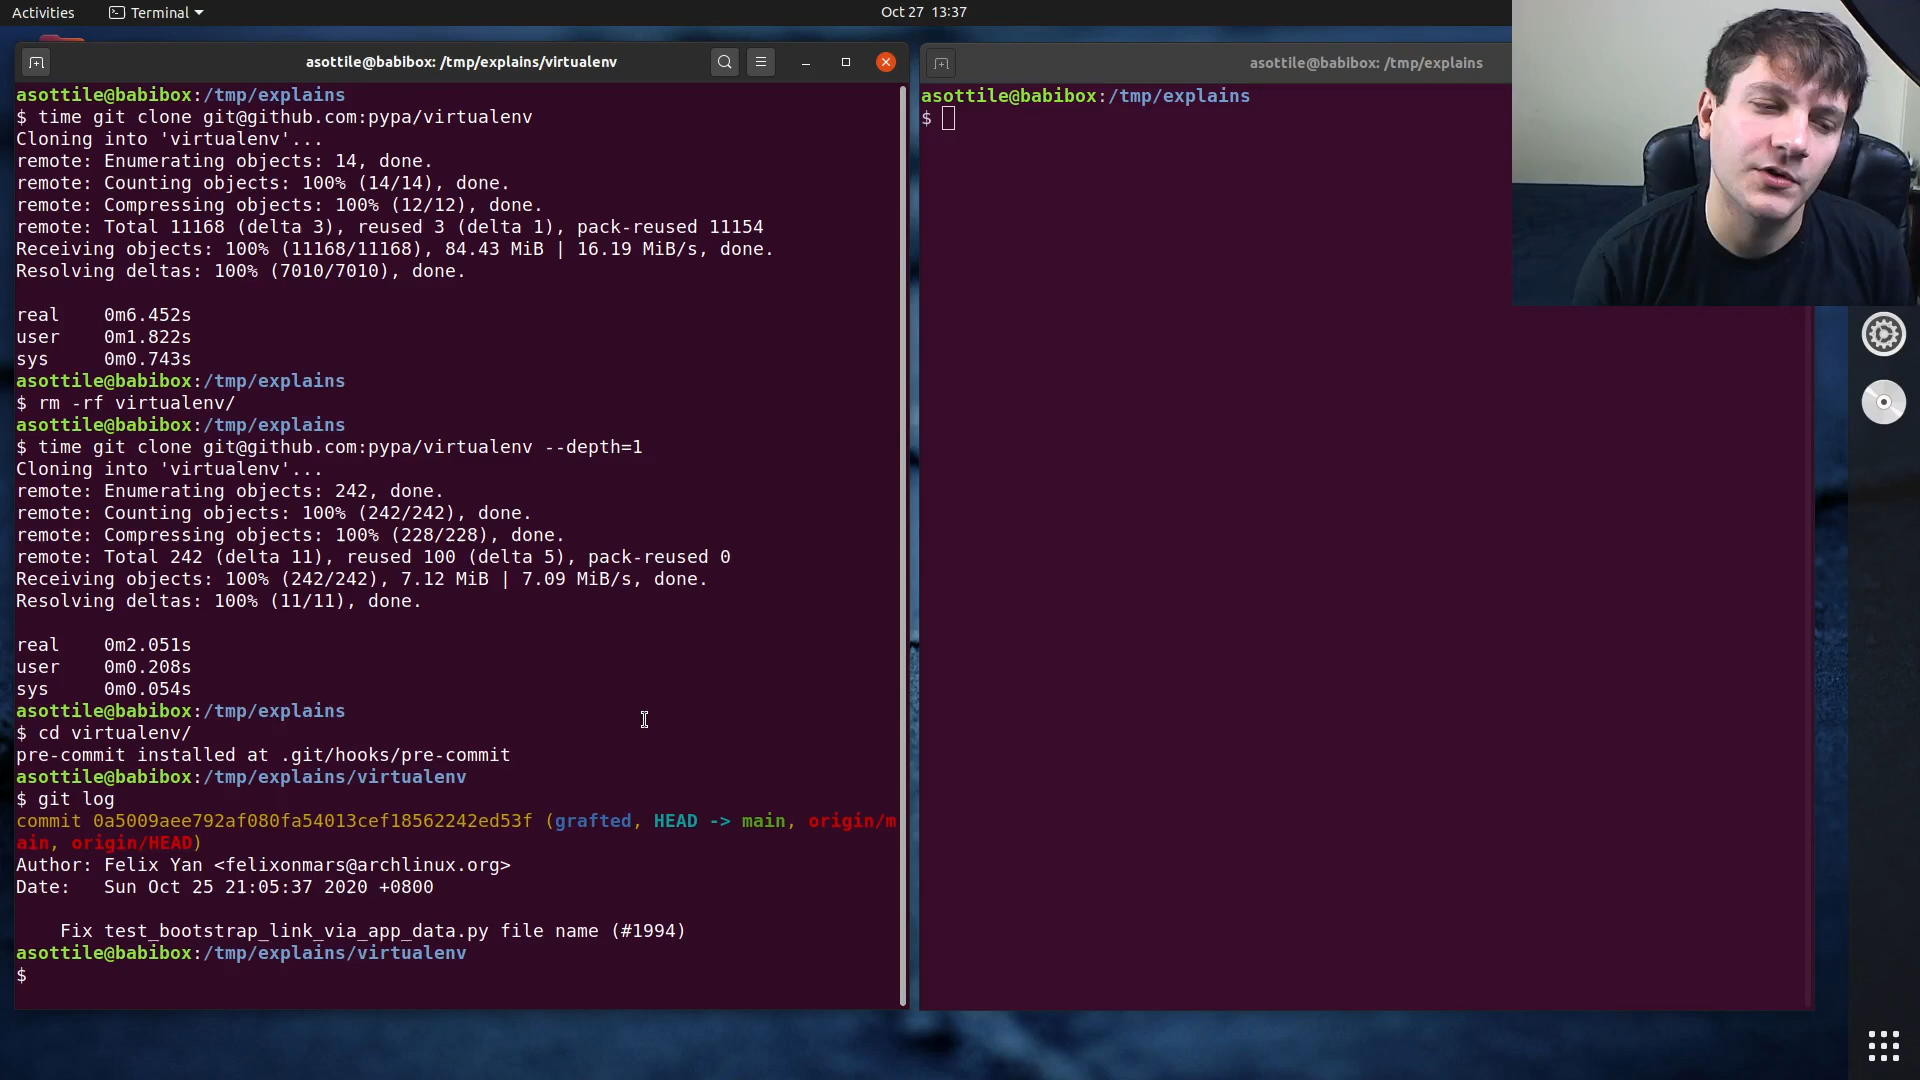 Activities
Terminal
Oct 27 13:37
asottile@babibox: /tmp/explains/virtualenv
asottile@babibox:/tmp/explains
$ time git clone git@github.com:pypa/virtualenv
Cloning into 'virtualenv'...
remote: Enumerating objects: 14, done.
remote: Counting objects: 100% (14/14), done.
remote: Compressing objects: 100% (12/12), done.
remote: Total 11168 (delta 3), reused 3 (delta 1), pack-reused 11154
Receiving objects: 100% (11168/11168), 84.43 MiB | 16.19 MiB/s, done.
Resolving deltas: 100% (7010/7010), done.
real    0m6.452s
user    0m1.822s
sys     0m0.743s
asottile@babibox:/tmp/explains
$ rm -rf virtualenv/
asottile@babibox:/tmp/explains
$ time git clone git@github.com:pypa/virtualenv --depth=1
Cloning into 'virtualenv'...
remote: Enumerating objects: 242, done.
remote: Counting objects: 100% (242/242), done.
remote: Compressing objects: 100% (228/228), done.
remote: Total 242 (delta 11), reused 100 (delta 5), pack-reused 0
Receiving objects: 100% (242/242), 7.12 MiB | 7.09 MiB/s, done.
Resolving deltas: 100% (11/11), done.
real    0m2.051s
user    0m0.208s
sys     0m0.054s
asottile@babibox:/tmp/explains
$ cd virtualenv/
pre-commit installed at .git/hooks/pre-commit
asottile@babibox:/tmp/explains/virtualenv
$ git log
commit 0a5009aee792af080fa54013cef18562242ed53f (grafted, HEAD -> main, origin/m
ain, origin/HEAD)
Author: Felix Yan <felixonmars@archlinux.org>
Date:   Sun Oct 25 21:05:37 2020 +0800
    Fix test_bootstrap_link_via_app_data.py file name (#1994)
asottile@babibox:/tmp/explains/virtualenv
$
asottile@babibox: /tmp/explains
asottile@babibox:/tmp/explains
$